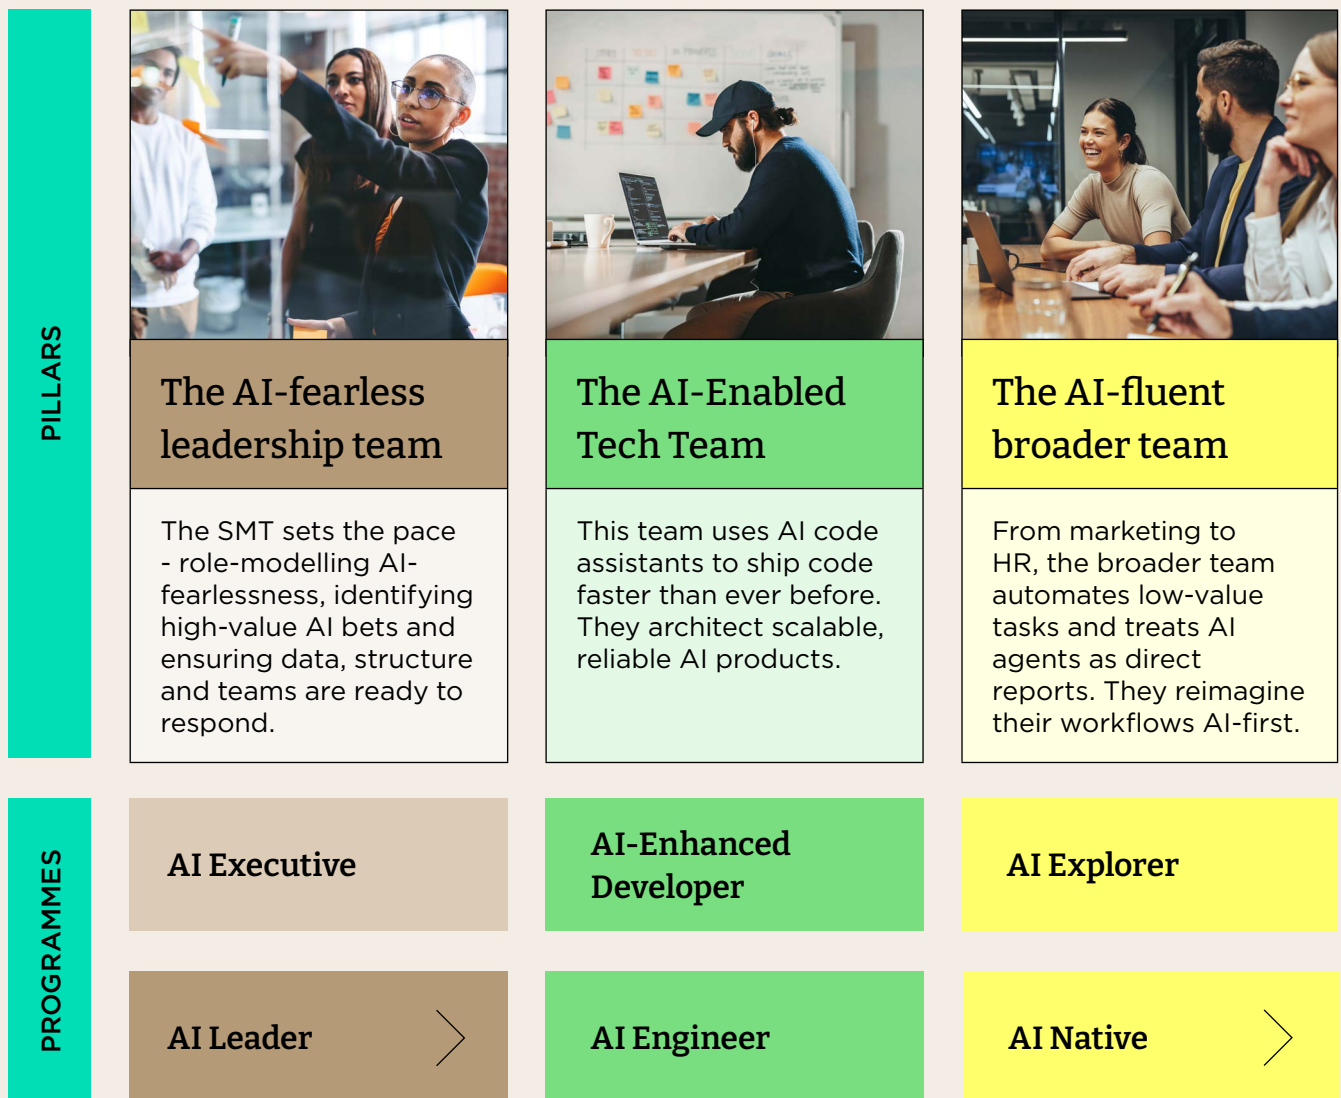 PILLARS
The AI-fearless
leadership team
The SMT sets the pace
- role-modelling AI-
fearlessness, identifying
high-value AI bets and
ensuring data, structure
and teams are ready to
respond.
The AI-Enabled
Tech Team
This team uses AI code
assistants to ship code
faster than ever before.
They architect scalable,
reliable AI products.
The AI-fluent
broader team
From marketing to
HR, the broader team
automates low-value
tasks and treats AI
agents as direct
reports. They reimagine
their workflows AI-first.
PROGRAMMES
AI Executive
AI-Enhanced
Developer
AI Explorer
AI Leader
AI Engineer
AI Native